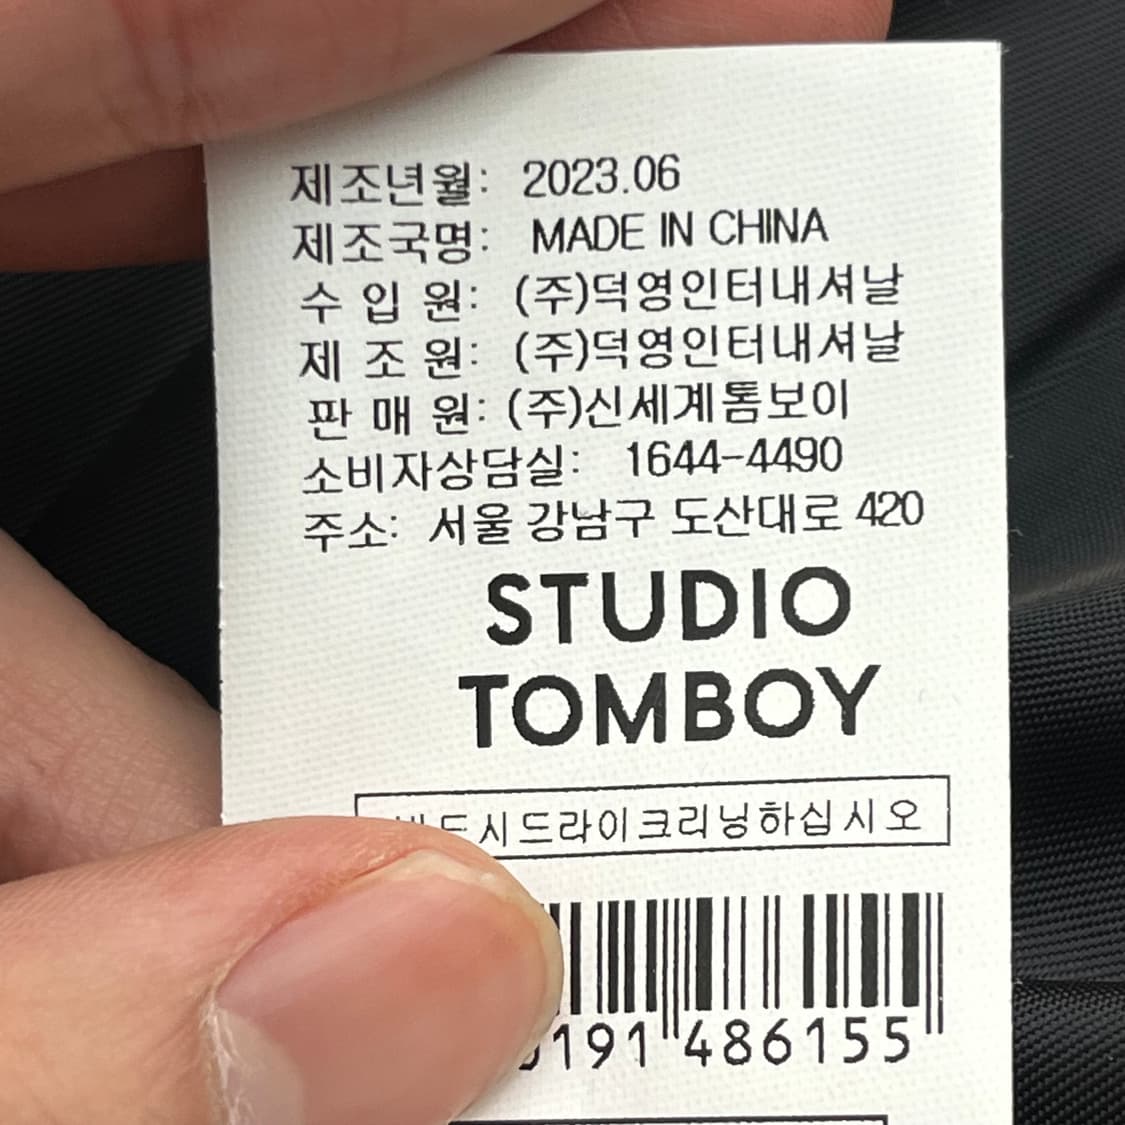 제조년월: 2023.06
제조국명: MADE IN CHINA
수 입 원: (주)덕영인터내셔날
제 조 원: (주)덕영인터내셔날
판 매 원: (주)신세계톰보이
소비자상담실: 1644-4490
주소: 서울 강남구 도산대로 420
STUDIO
TOMBOY
시드라이크리닝하십시오
191 486155